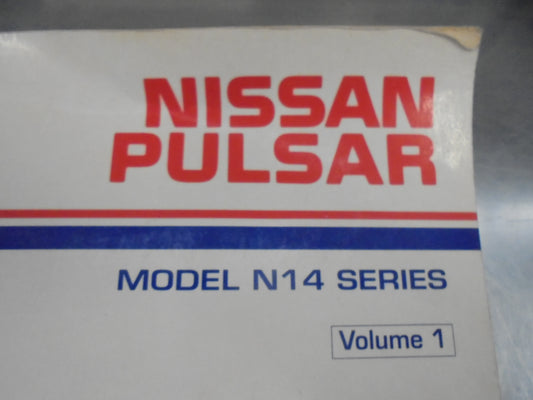 NISSAN
PULSAR
MODEL N14 SERIES
Volume 1